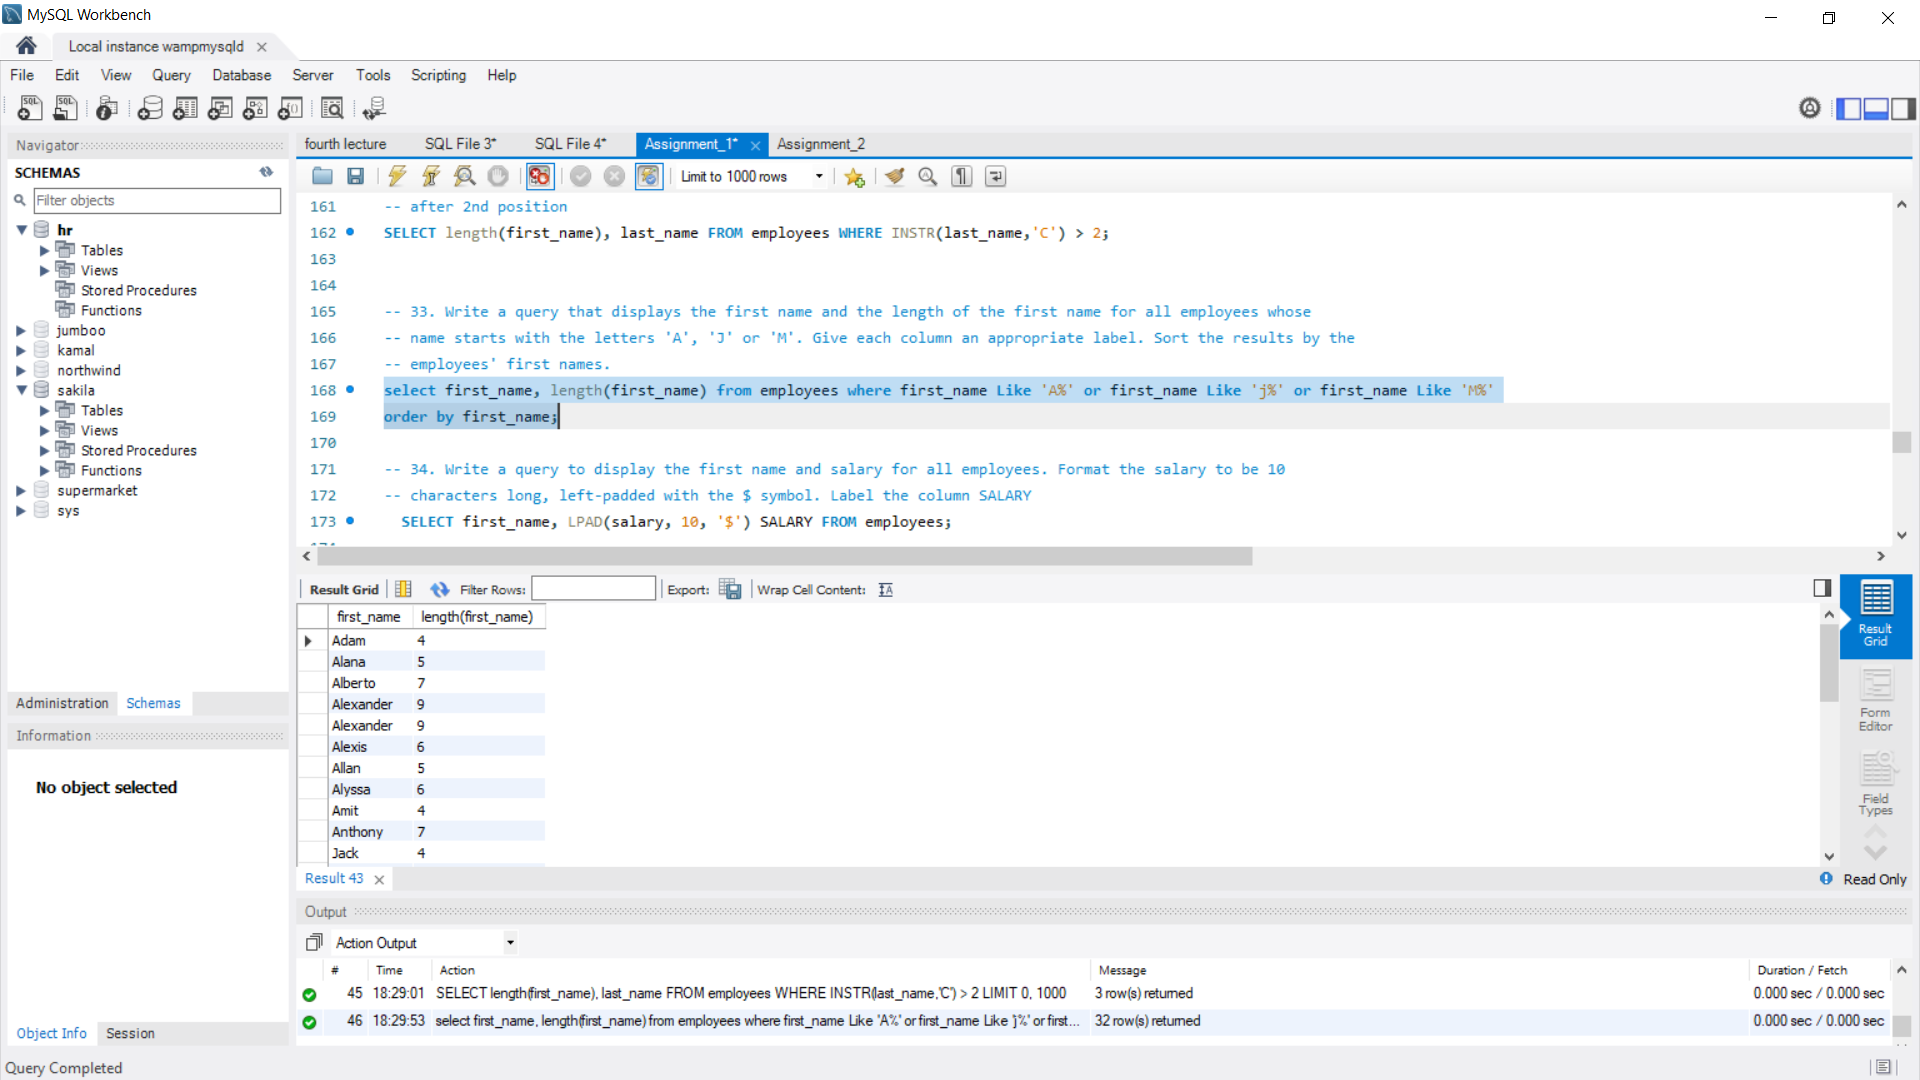 MySQL Workbench
Local instance wampmysqld
File Edit View Query Database Server Tools Scripting Help
Navigator
SCHEMAS
Filter objects
hr
Tables
Views
Stored Procedures
Functions
jumboo
kamal
northwind
sakila
Tables
Views
Stored Procedures
Functions
supermarket
sys
Administration Schemas
Information
No object selected
Object Info Session
fourth lecture SQL File 3* SQL File 4* Assignment_1* Assignment_2
Limit to 1000 rows
161 -- after 2nd position
162 SELECT length(first_name), last_name FROM employees WHERE INSTR(last_name,'C') > 2;
163
164
165 -- 33. Write a query that displays the first name and the length of the first name for all employees whose
166 -- name starts with the letters 'A', 'J' or 'M'. Give each column an appropriate label. Sort the results by the
167 -- employees' first names.
168 select first_name, length(first_name) from employees where first_name Like 'A%' or first_name Like 'j%' or first_name Like 'M%'
169 order by first_name;
170
171 -- 34. Write a query to display the first name and salary for all employees. Format the salary to be 10
172 -- characters long, left-padded with the $ symbol. Label the column SALARY
173 SELECT first_name, LPAD(salary, 10, '$') SALARY FROM employees;
Result Grid Filter Rows: Export: Wrap Cell Content:
first_name length(first_name)
Adam 4
Alana 5
Alberto 7
Alexander 9
Alexander 9
Alexis 6
Allan 5
Alyssa 6
Amit 4
Anthony 7
Jack 4
Result Grid
Form Editor
Field Types
Result 43
Read Only
Output
Action Output
# Time Action Message Duration / Fetch
45 18:29:01 SELECT length(first_name), last_name FROM employees WHERE INSTR(last_name,'C') > 2 LIMIT 0, 1000 3 row(s) returned 0.000 sec / 0.000 sec
46 18:29:53 select first_name, length(first_name) from employees where first_name Like 'A%' or first_name Like 'j%' or first... 32 row(s) returned 0.000 sec / 0.000 sec
Query Completed